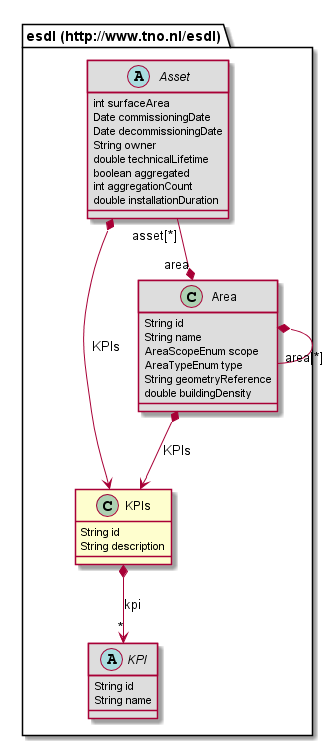 esdl (http://www.tno.nl/esdl)
A Asset
int surfaceArea
Date commissioningDate
Date decommissioningDate
String owner
double technicalLifetime
boolean aggregated
int aggregationCount
double installationDuration
asset[*]
area
C Area
String id
String name
AreaScopeEnum scope
AreaTypeEnum type
String geometryReference
double buildingDensity
area[*]
KPIs
KPIs
C KPIs
String id
String description
kpi
*
A KPI
String id
String name